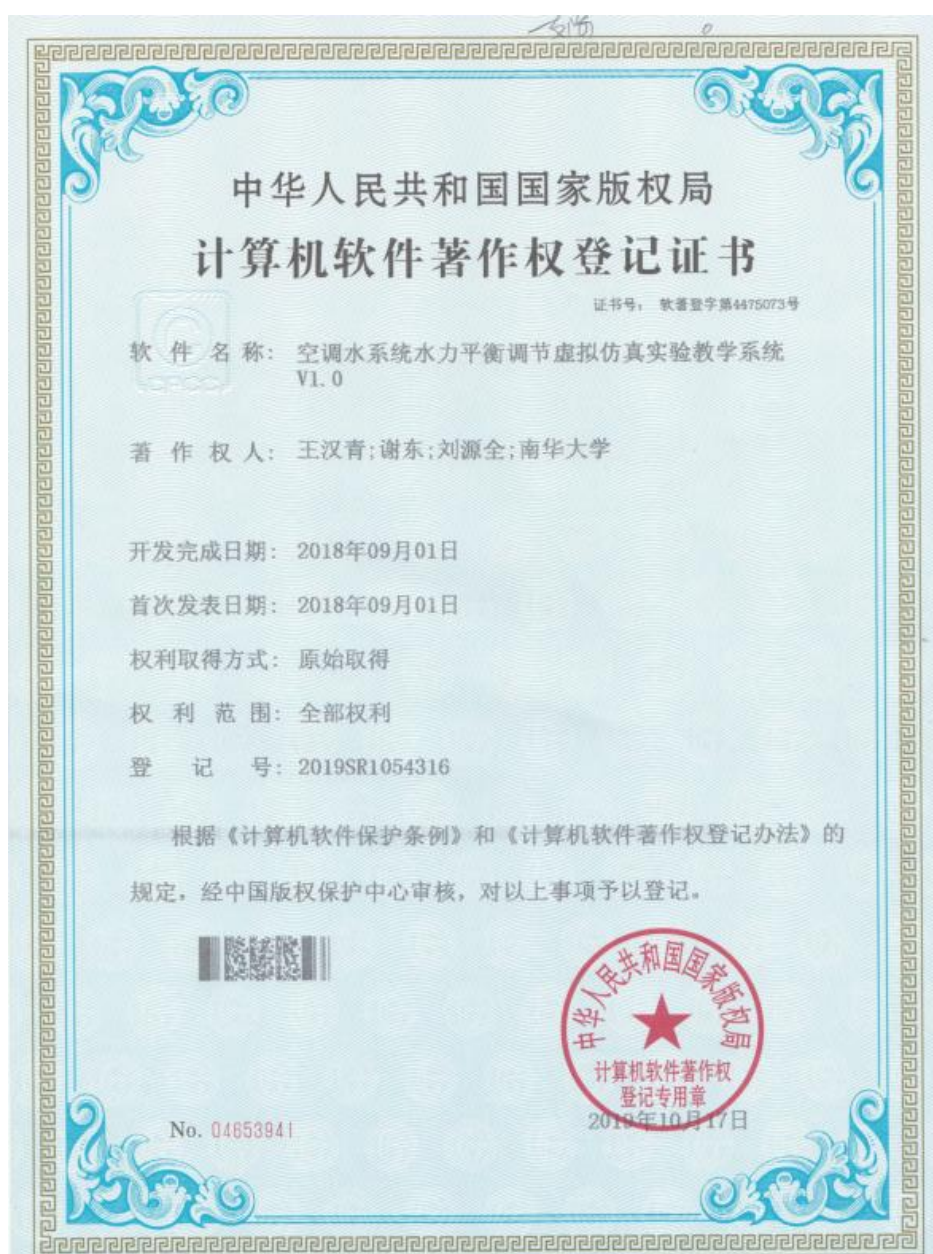 中华人民共和国国家版权局
计算机软件著作权登记证书
证书号： 软著登字第4475073号
软件名称： 空调水系统水力平衡调节虚拟仿真实验教学系统
V1.0
著作权人： 王汉青;谢东;刘源全;南华大学
开发完成日期： 2018年09月01日
首次发表日期： 2018年09月01日
权利取得方式： 原始取得
权利范围： 全部权利
登记号： 2019SR1054316
根据《计算机软件保护条例》和《计算机软件著作权登记办法》的
规定，经中国版权保护中心审核，对以上事项予以登记。
中华人民共和国国家版权局
计算机软件著作权
登记专用章
2019年10月17日
No. 04653941